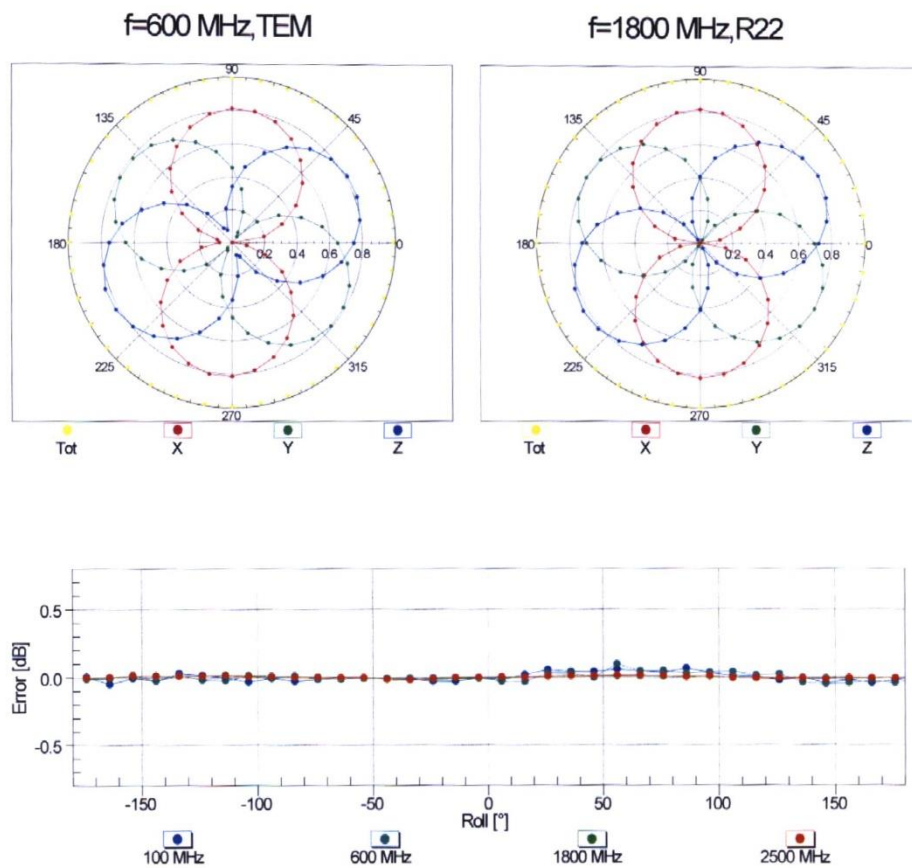 f=600 MHz,TEM
f=1800 MHz,R22
90
135
45
180
0.2 0.4 0.6 0.8
0
225
315
270
Tot X Y Z
90
135
45
180
0.2 0.4 0.6 0.8
0
225
315
270
Tot X Y Z
Error [dB]
0.5
0.0
-0.5
-150 -100 -50 0 50 100 150
Roll [°]
100 MHz 600 MHz 1800 MHz 2500 MHz